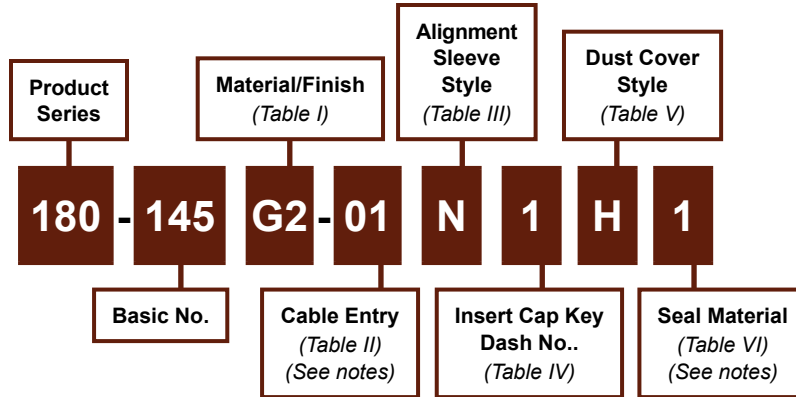 Product
Series
Material/Finish
(Table I)
Alignment
Sleeve
Style
(Table III)
Dust Cover
Style
(Table V)
180 - 145 G2 - 01 N 1 H 1
Basic No.
Cable Entry
(Table II)
(See notes)
Insert Cap Key
Dash No..
(Table IV)
Seal Material
(Table VI)
(See notes)